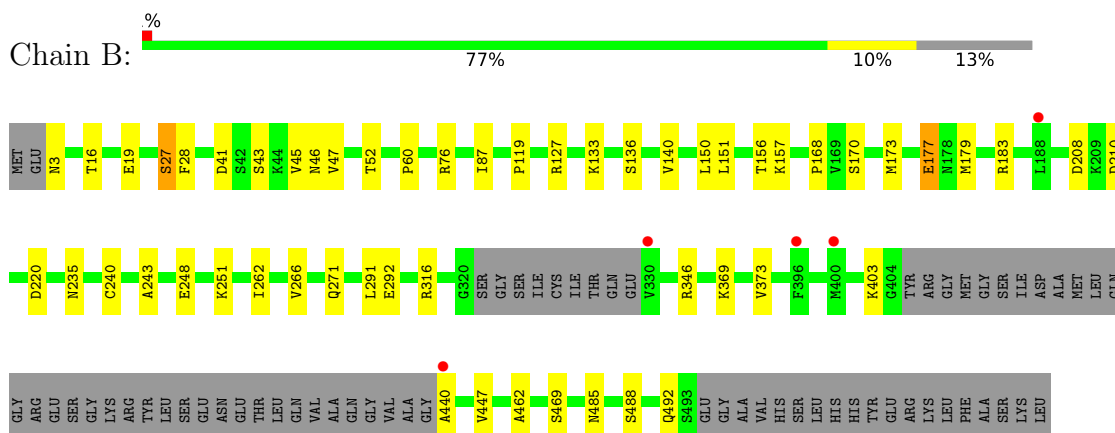 .%
Chain B:
77% 10% 13%
MET GLU N3 T16 E19 S27 F28 D41 S42 S43 K44 V45 N46 V47 T52 P60 R76 I87 P119 R127 K133 S136 V140 L150 L151 T156 K157 P168 V169 S170 M173 E177 N178 M179 R183 L188 D208 K209 D210
D220 N235 C240 A243 E248 K251 I262 V266 Q271 L291 E292 R316 G320 SER GLY SER ILE CYS ILE THR GLN GLU V330 R346 K369 V373 F396 M400 K403 G404 TYR ARG GLY MET GLY SER ILE ASP ALA MET LEU GLN
GLY ARG GLU SER GLY LYS ARG TYR LEU SER GLU ASN GLU THR LEU GLN VAL ALA GLN GLY VAL ALA GLY A440 V447 A462 S469 N485 S488 Q492 S493 GLU GLY ALA VAL HIS SER LEU HIS HIS TYR GLU ARG LYS LEU PHE ALA SER LYS LEU